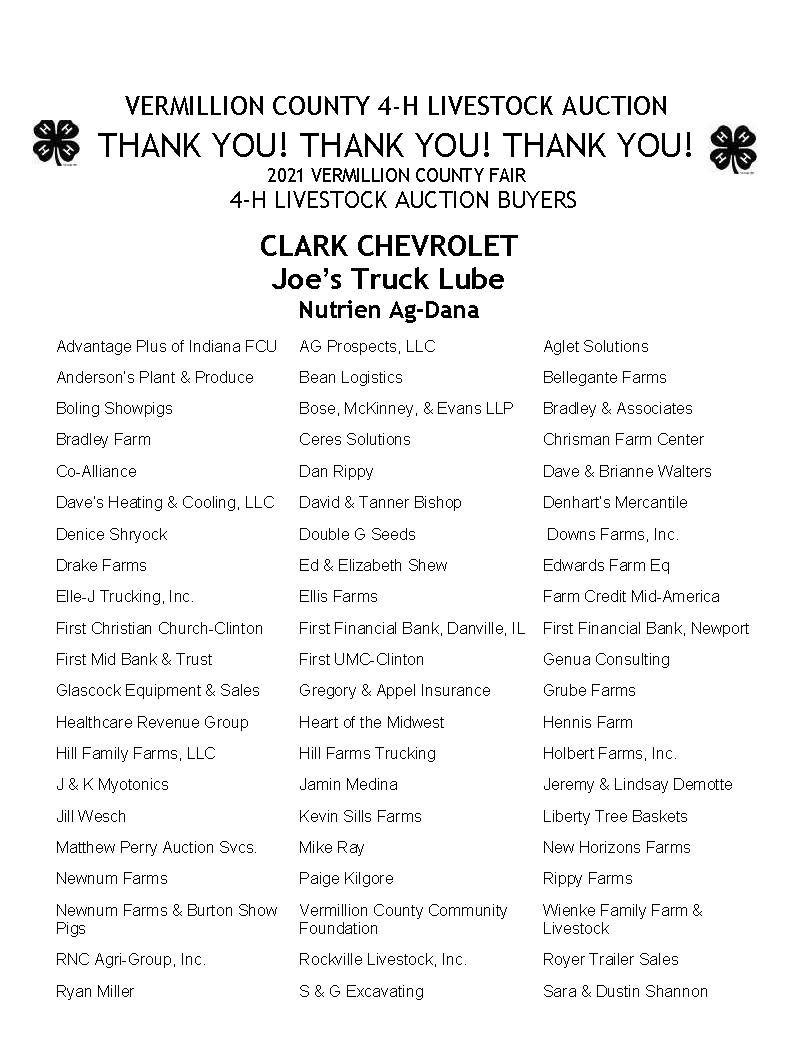 VERMILLION COUNTY 4-H LIVESTOCK AUCTION
THANK YOU! THANK YOU! THANK YOU!
2021 VERMILLION COUNTY FAIR
4-H LIVESTOCK AUCTION BUYERS
CLARK CHEVROLET
Joe's Truck Lube
Nutrien Ag-Dana
Advantage Plus of Indiana FCU AG Prospects, LLC Aglet Solutions
Anderson's Plant & Produce Bean Logistics Bellegante Farms
Boling Showpigs Bose, McKinney, & Evans LLP Bradley & Associates
Bradley Farm Ceres Solutions Chrisman Farm Center
Co-Alliance Dan Rippy Dave & Brianne Walters
Dave's Heating & Cooling, LLC David & Tanner Bishop Denhart's Mercantile
Denice Shryock Double G Seeds Downs Farms, Inc.
Drake Farms Ed & Elizabeth Shew Edwards Farm Eq
Elle-J Trucking, Inc. Ellis Farms Farm Credit Mid-America
First Christian Church-Clinton First Financial Bank, Danville, IL First Financial Bank, Newport
First Mid Bank & Trust First UMC-Clinton Genua Consulting
Glascock Equipment & Sales Gregory & Appel Insurance Grube Farms
Healthcare Revenue Group Heart of the Midwest Hennis Farm
Hill Family Farms, LLC Hill Farms Trucking Holbert Farms, Inc.
J & K Myotonics Jamin Medina Jeremy & Lindsay Demotte
Jill Wesch Kevin Sills Farms Liberty Tree Baskets
Matthew Perry Auction Svcs. Mike Ray New Horizons Farms
Newnum Farms Paige Kilgore Rippy Farms
Newnum Farms & Burton Show Vermillion County Community Wienke Family Farm &
Pigs Foundation Livestock
RNC Agri-Group, Inc. Rockville Livestock, Inc. Royer Trailer Sales
Ryan Miller S & G Excavating Sara & Dustin Shannon